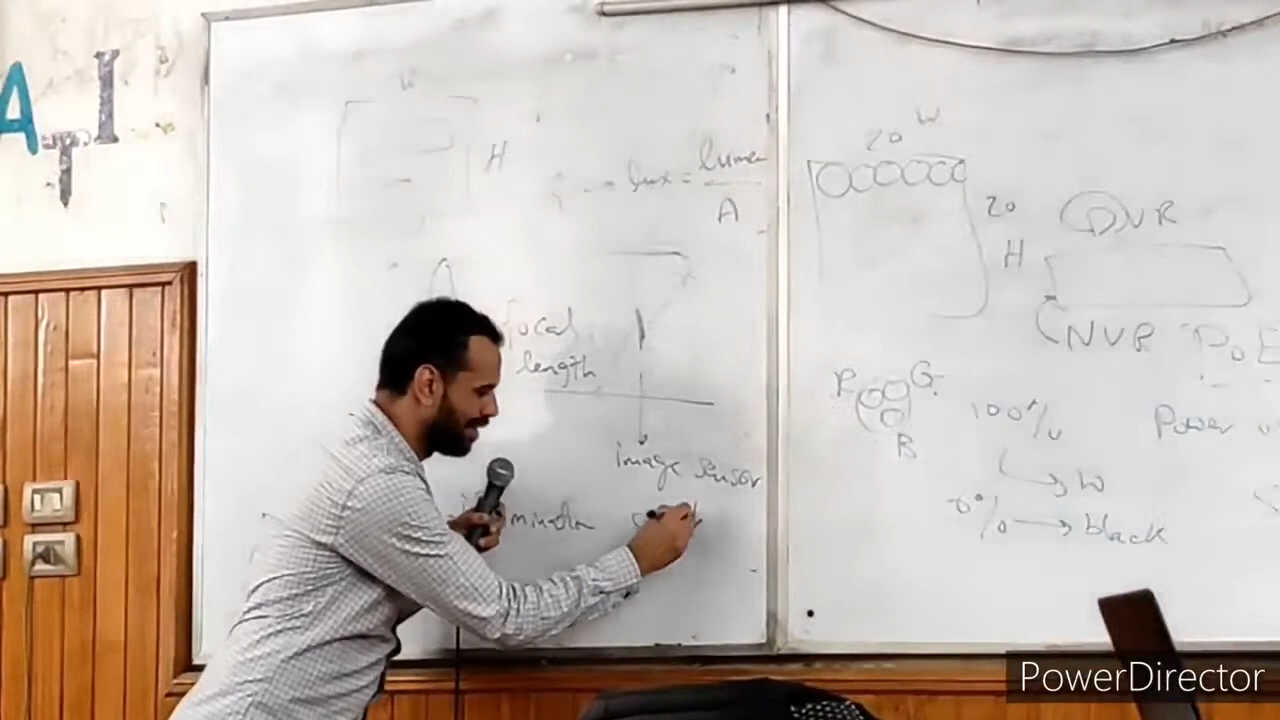 A T I
W
H
lux = lumen
A
focal
length
image sensor
W
20
20
H
DVR
NVR PoE
R G
B
100%
W
0% → black
Power
PowerDirector